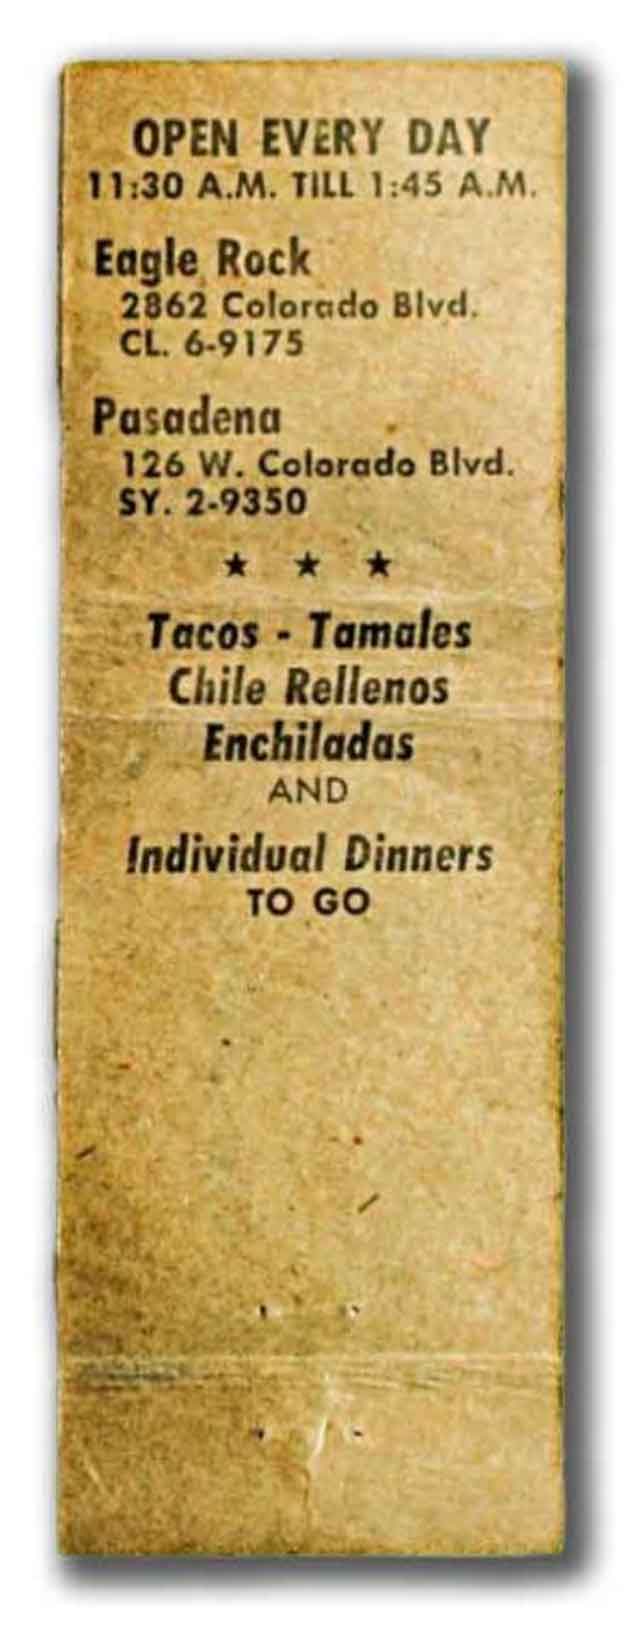 OPEN EVERY DAY
11:30 A.M. TILL 1:45 A.M.
Eagle Rock
2862 Colorado Blvd.
CL. 6-9175
Pasadena
126 W. Colorado Blvd.
SY. 2-9350
★ ★ ★
Tacos - Tamales
Chile Rellenos
Enchiladas
AND
Individual Dinners
TO GO